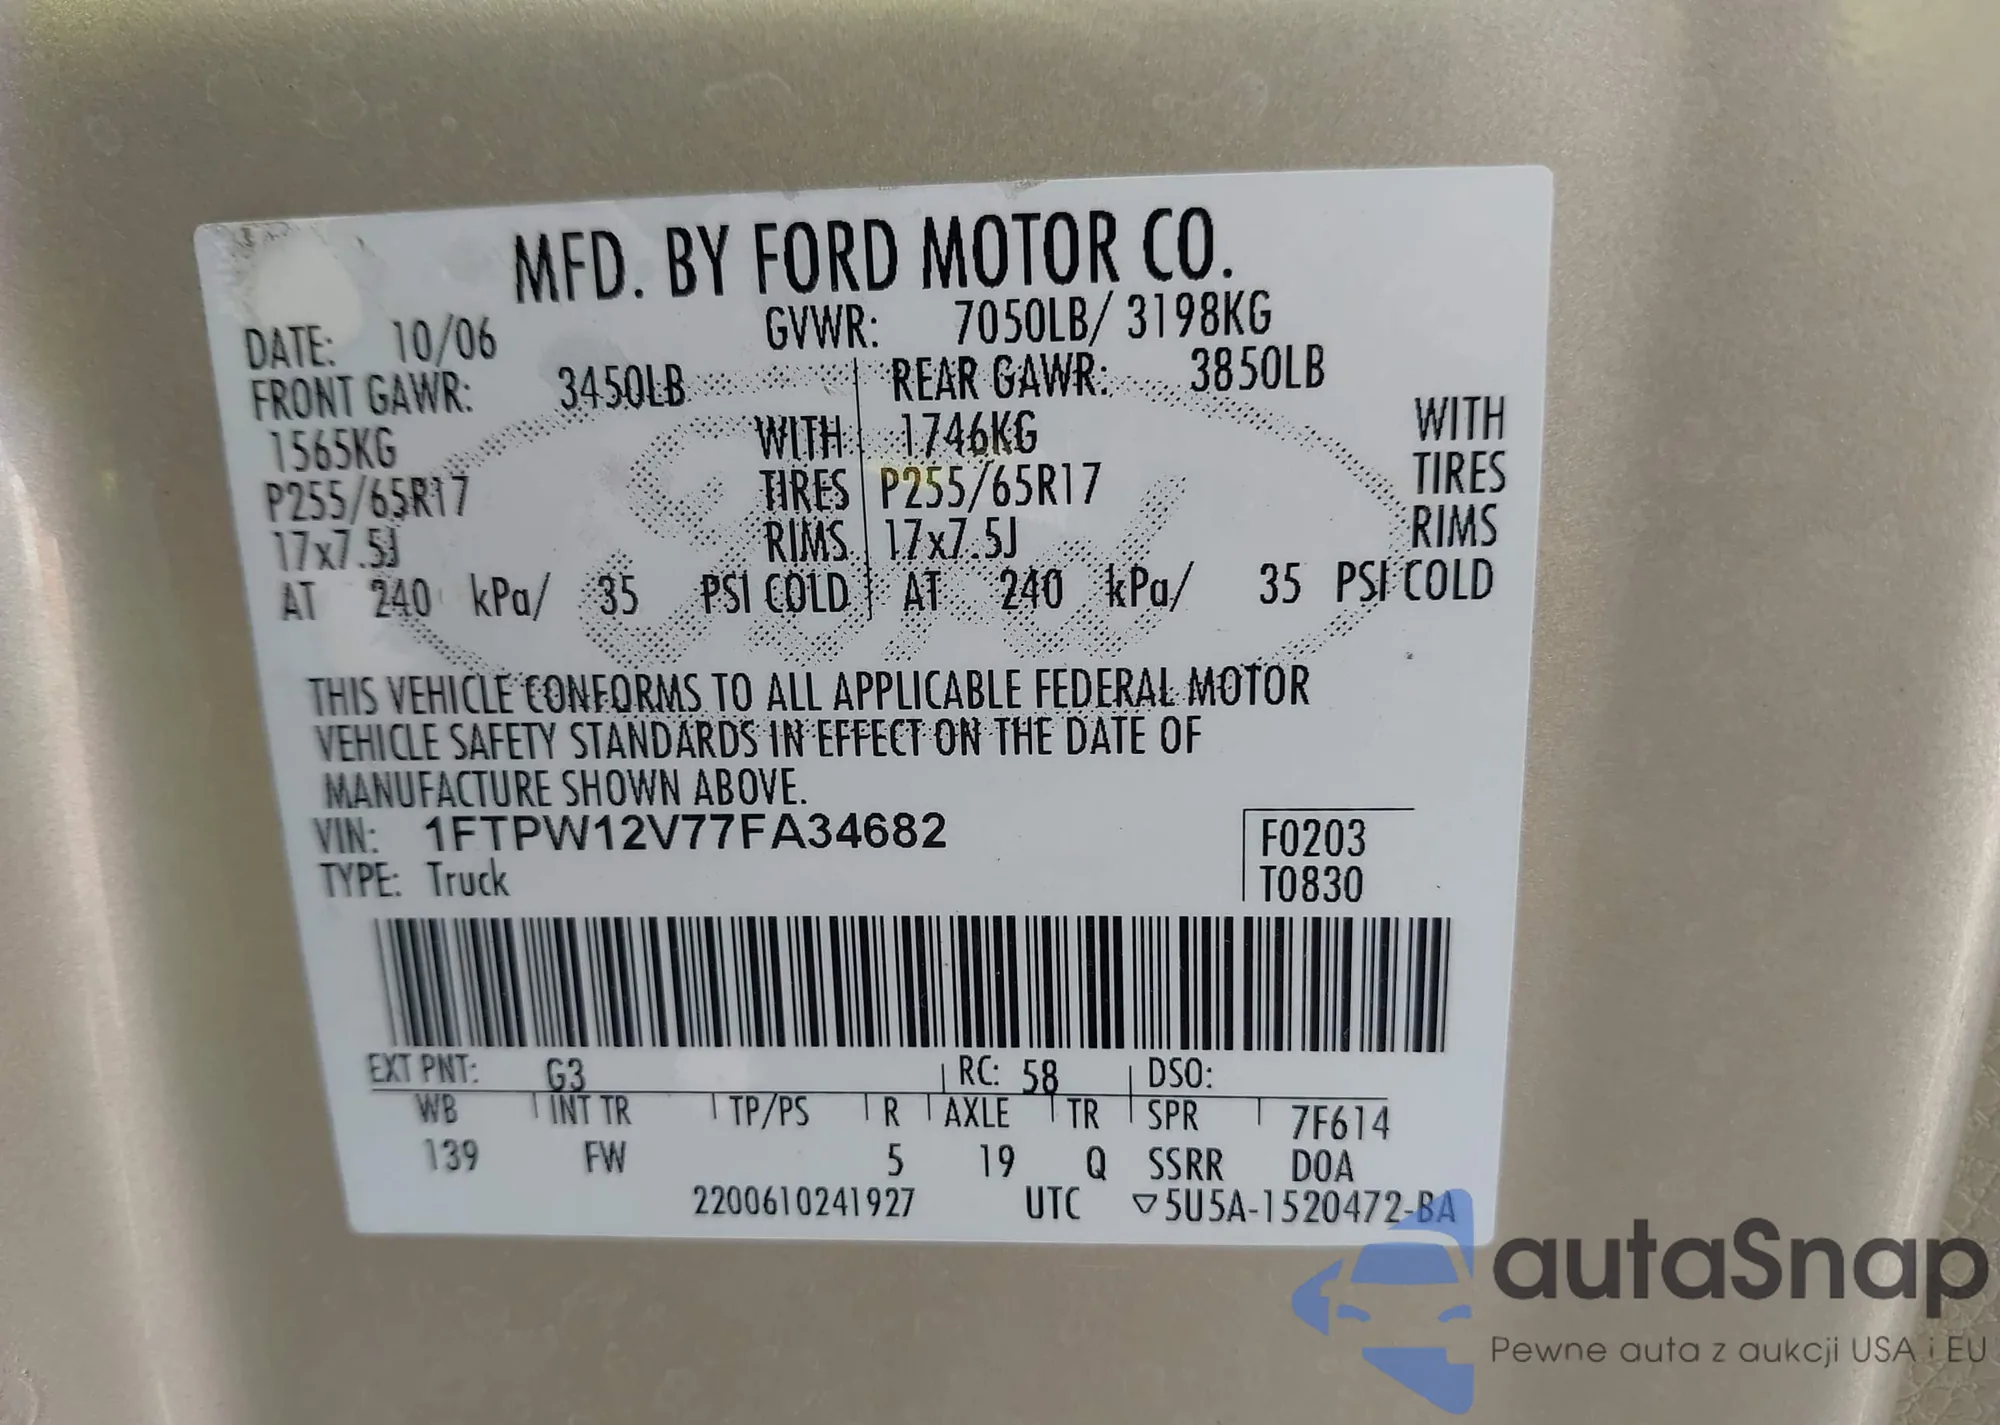 MFD. BY FORD MOTOR CO.
DATE: 10/06 GVWR: 7050LB/ 3198KG
FRONT GAWR: 3450LB REAR GAWR: 3850LB
1565KG WITH 1746KG WITH
P255/65R17 TIRES P255/65R17 TIRES
17x7.5J RIMS 17x7.5J RIMS
AT 240 kPa/ 35 PSI COLD AT 240 kPa/ 35 PSI COLD
THIS VEHICLE CONFORMS TO ALL APPLICABLE FEDERAL MOTOR
VEHICLE SAFETY STANDARDS IN EFFECT ON THE DATE OF
MANUFACTURE SHOWN ABOVE.
VIN: 1FTPW12V77FA34682 F0203
TYPE: Truck T0830
EXT PNT: G3 RC: 58 DSO:
WB INT TR TP/PS R AXLE TR SPR 7F614
139 FW 5 19 Q SSRR DOA
2200610241927 UTC ▽5U5A-1520472-BA
autaSnap
Pewne auta z aukcji USA i EU